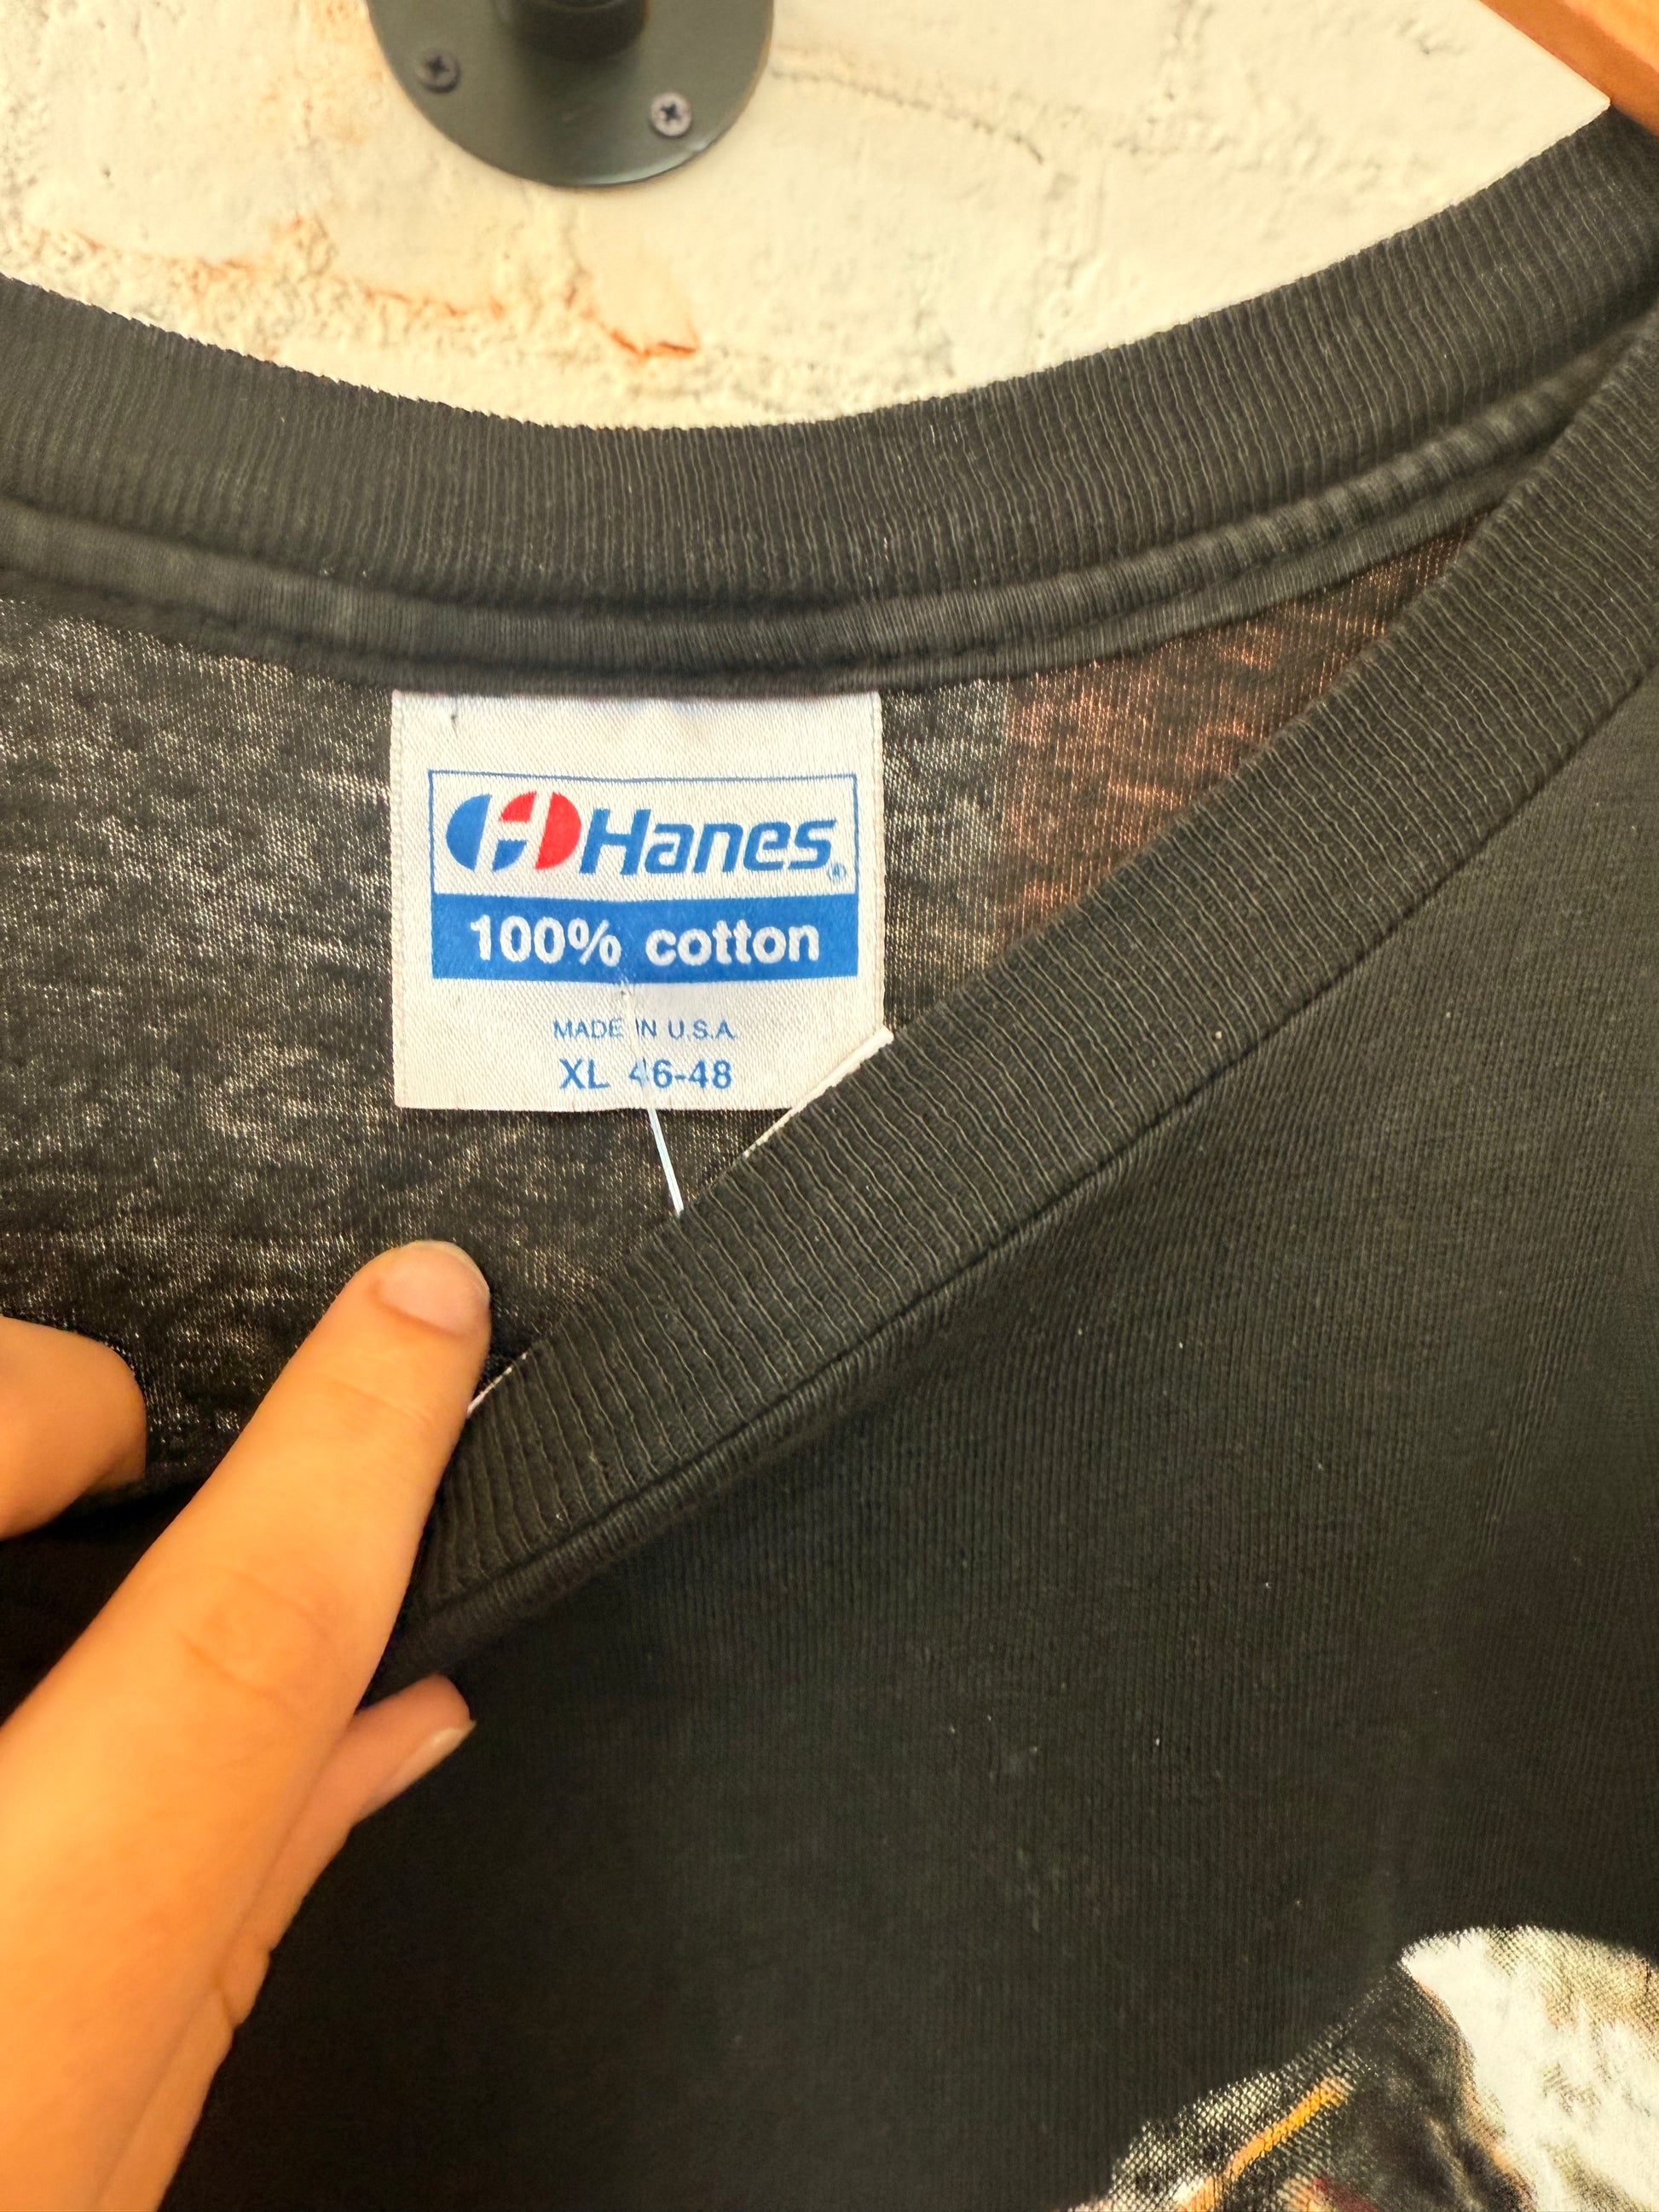 Hanes®
100% cotton
MADE IN U.S.A.
XL 46-48